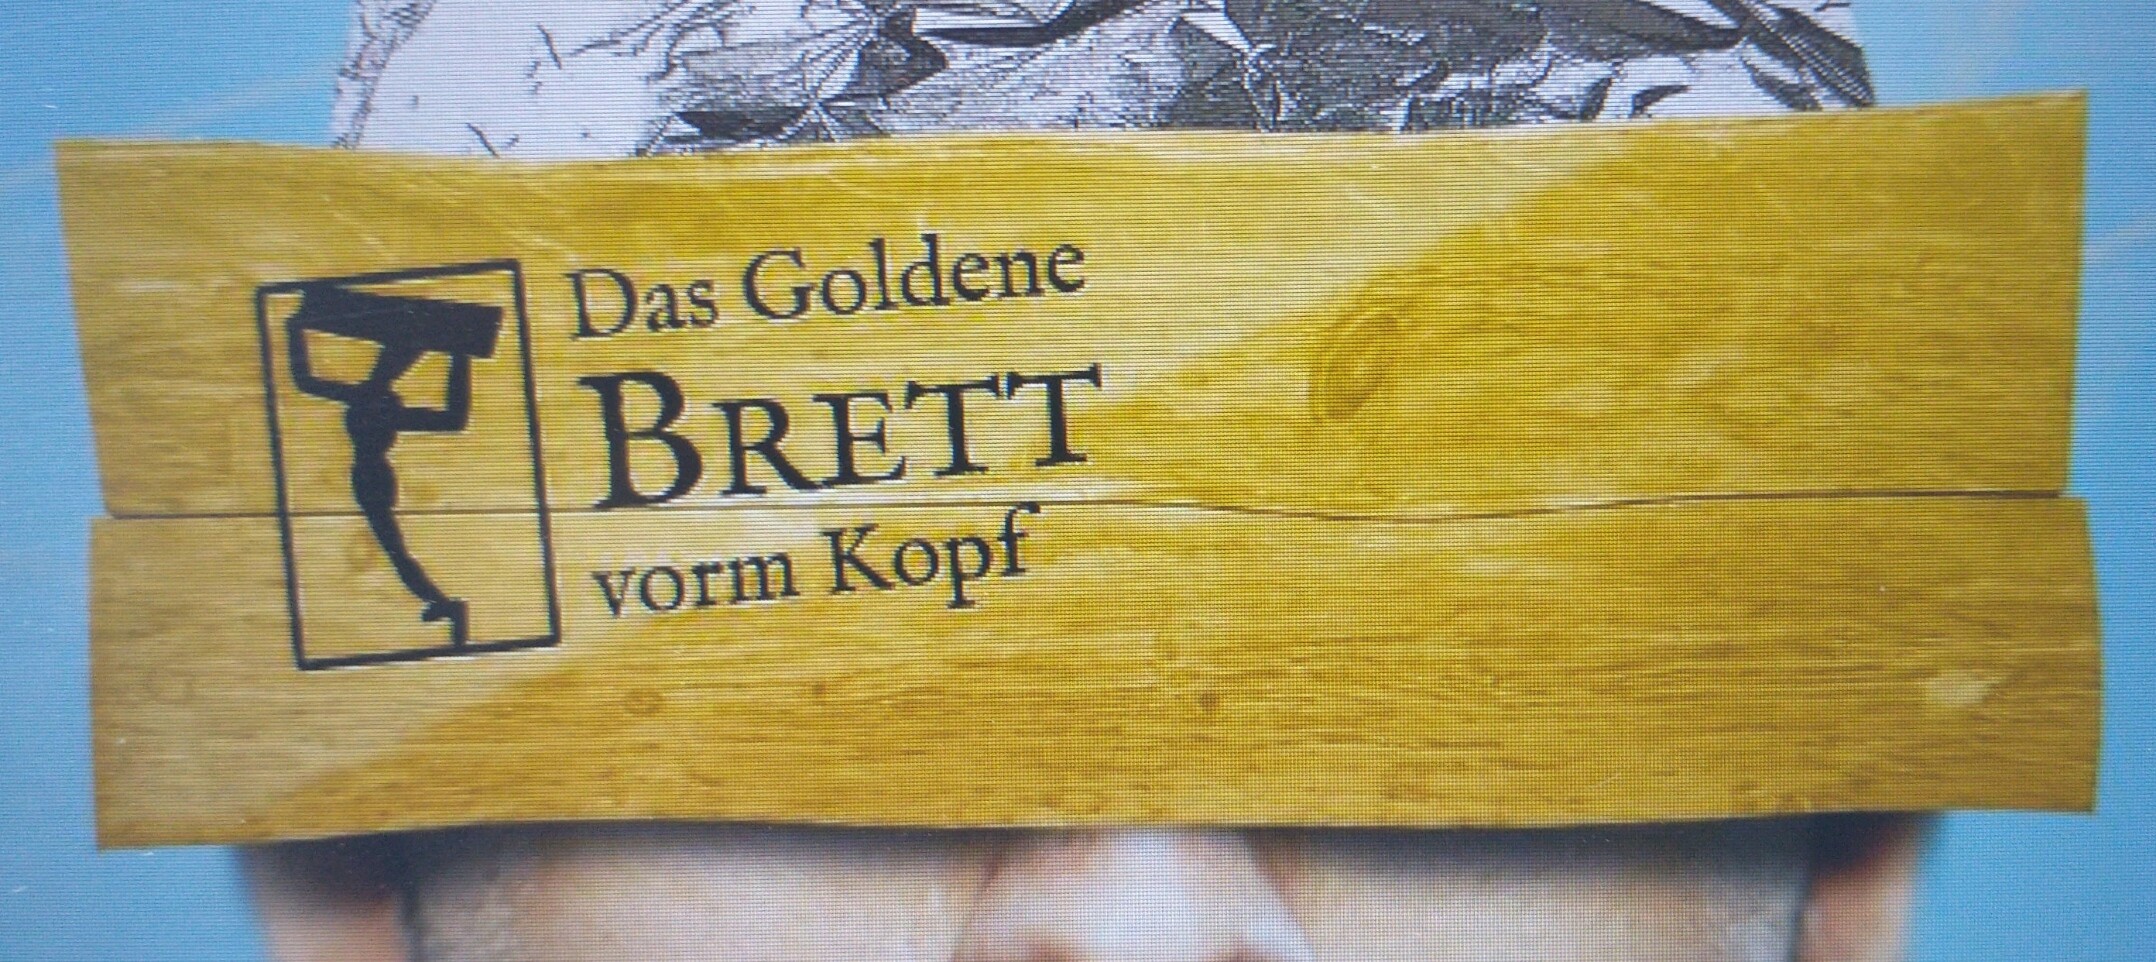 Das Goldene
BRETT
vorm Kopf